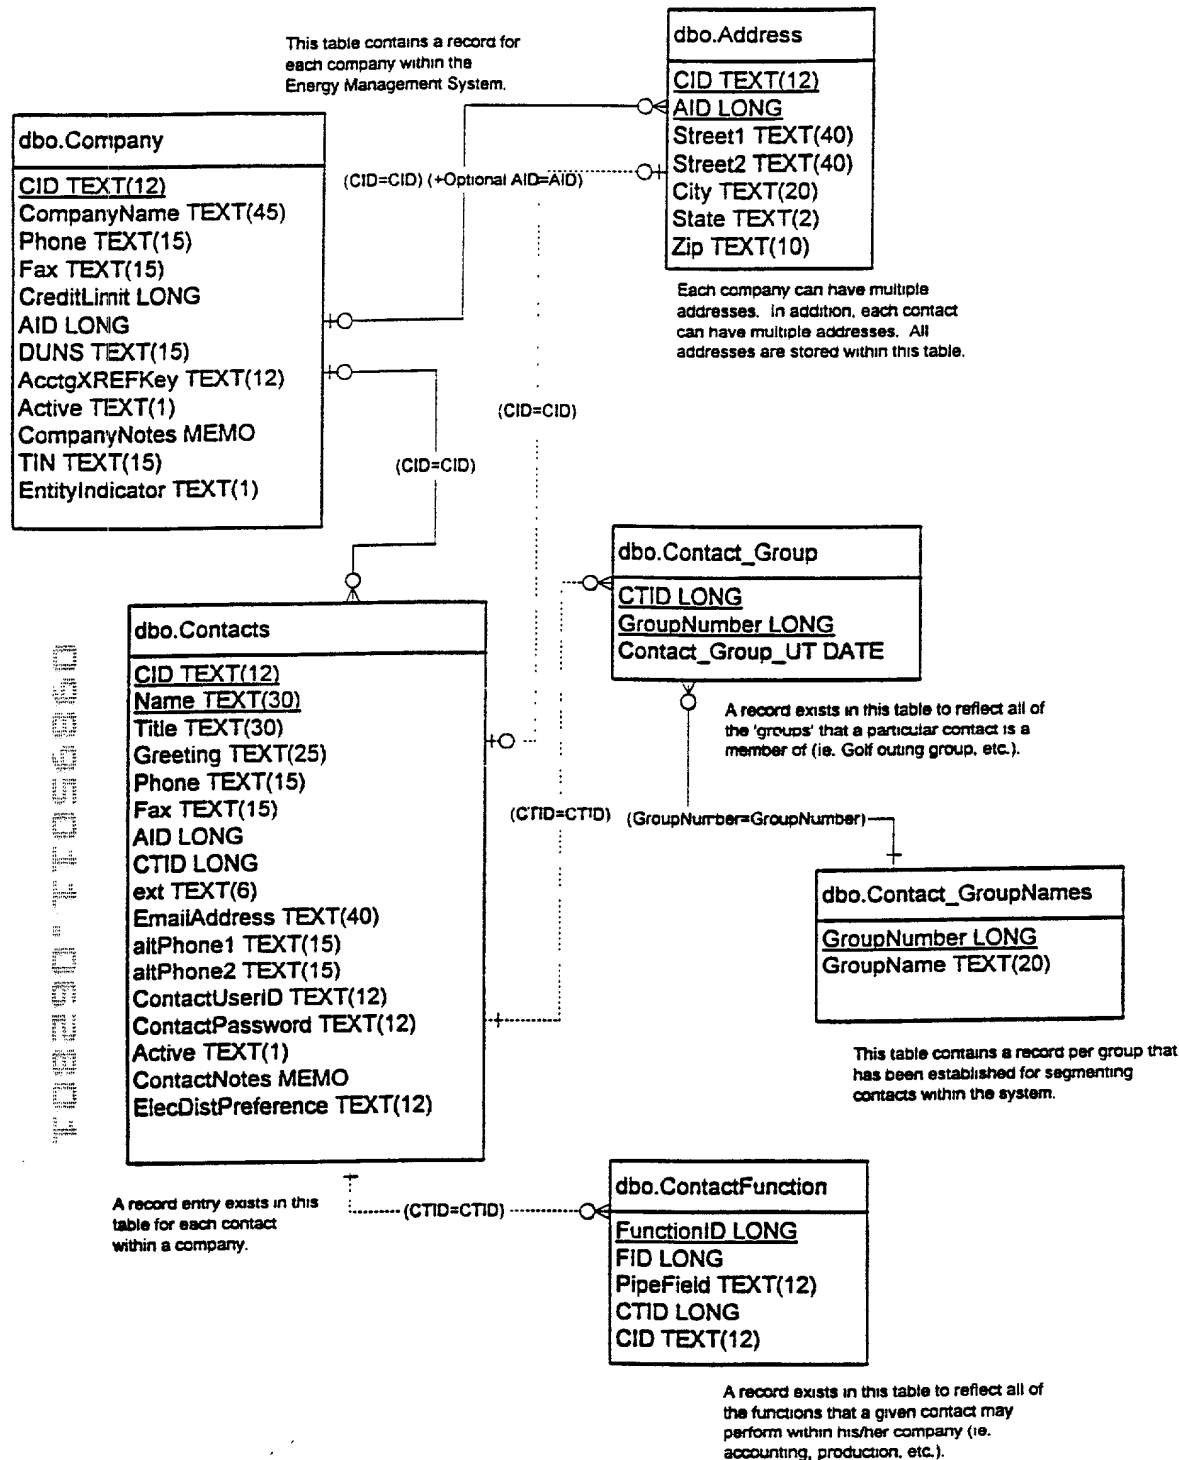 This table contains a record for
each company within the
Energy Management System.
dbo.Address
CID TEXT(12)
AID LONG
Street1 TEXT(40)
Street2 TEXT(40)
City TEXT(20)
State TEXT(2)
Zip TEXT(10)
Each company can have multiple
addresses. In addition, each contact
can have multiple addresses. All
addresses are stored within this table.
dbo.Company
CID TEXT(12)
CompanyName TEXT(45)
Phone TEXT(15)
Fax TEXT(15)
CreditLimit LONG
AID LONG
DUNS TEXT(15)
AcctgXREFKey TEXT(12)
Active TEXT(1)
CompanyNotes MEMO
TIN TEXT(15)
EntityIndicator TEXT(1)
(CID=CID) (+Optional AID=AID)
(CID=CID)
(CID=CID)
dbo.Contact_Group
CTID LONG
GroupNumber LONG
Contact_Group_UT DATE
A record exists in this table to reflect all of
the 'groups' that a particular contact is a
member of (ie. Golf outing group, etc.).
dbo.Contacts
CID TEXT(12)
Name TEXT(30)
Title TEXT(30)
Greeting TEXT(25)
Phone TEXT(15)
Fax TEXT(15)
AID LONG
CTID LONG
ext TEXT(6)
EmailAddress TEXT(40)
altPhone1 TEXT(15)
altPhone2 TEXT(15)
ContactUserID TEXT(12)
ContactPassword TEXT(12)
Active TEXT(1)
ContactNotes MEMO
ElecDistPreference TEXT(12)
(CTID=CTID)
(GroupNumber=GroupNumber)
dbo.Contact_GroupNames
GroupNumber LONG
GroupName TEXT(20)
This table contains a record per group that
has been established for segmenting
contacts within the system.
A record entry exists in this
table for each contact
within a company.
(CTID=CTID)
dbo.ContactFunction
FunctionID LONG
FID LONG
PipeField TEXT(12)
CTID LONG
CID TEXT(12)
A record exists in this table to reflect all of
the functions that a given contact may
perform within his/her company (ie.
accounting, production, etc.).